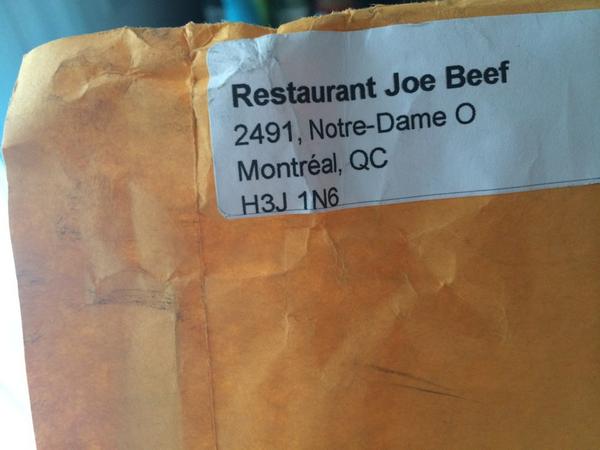 Restaurant Joe Beef
2491, Notre-Dame O
Montréal, QC
H3J 1N6